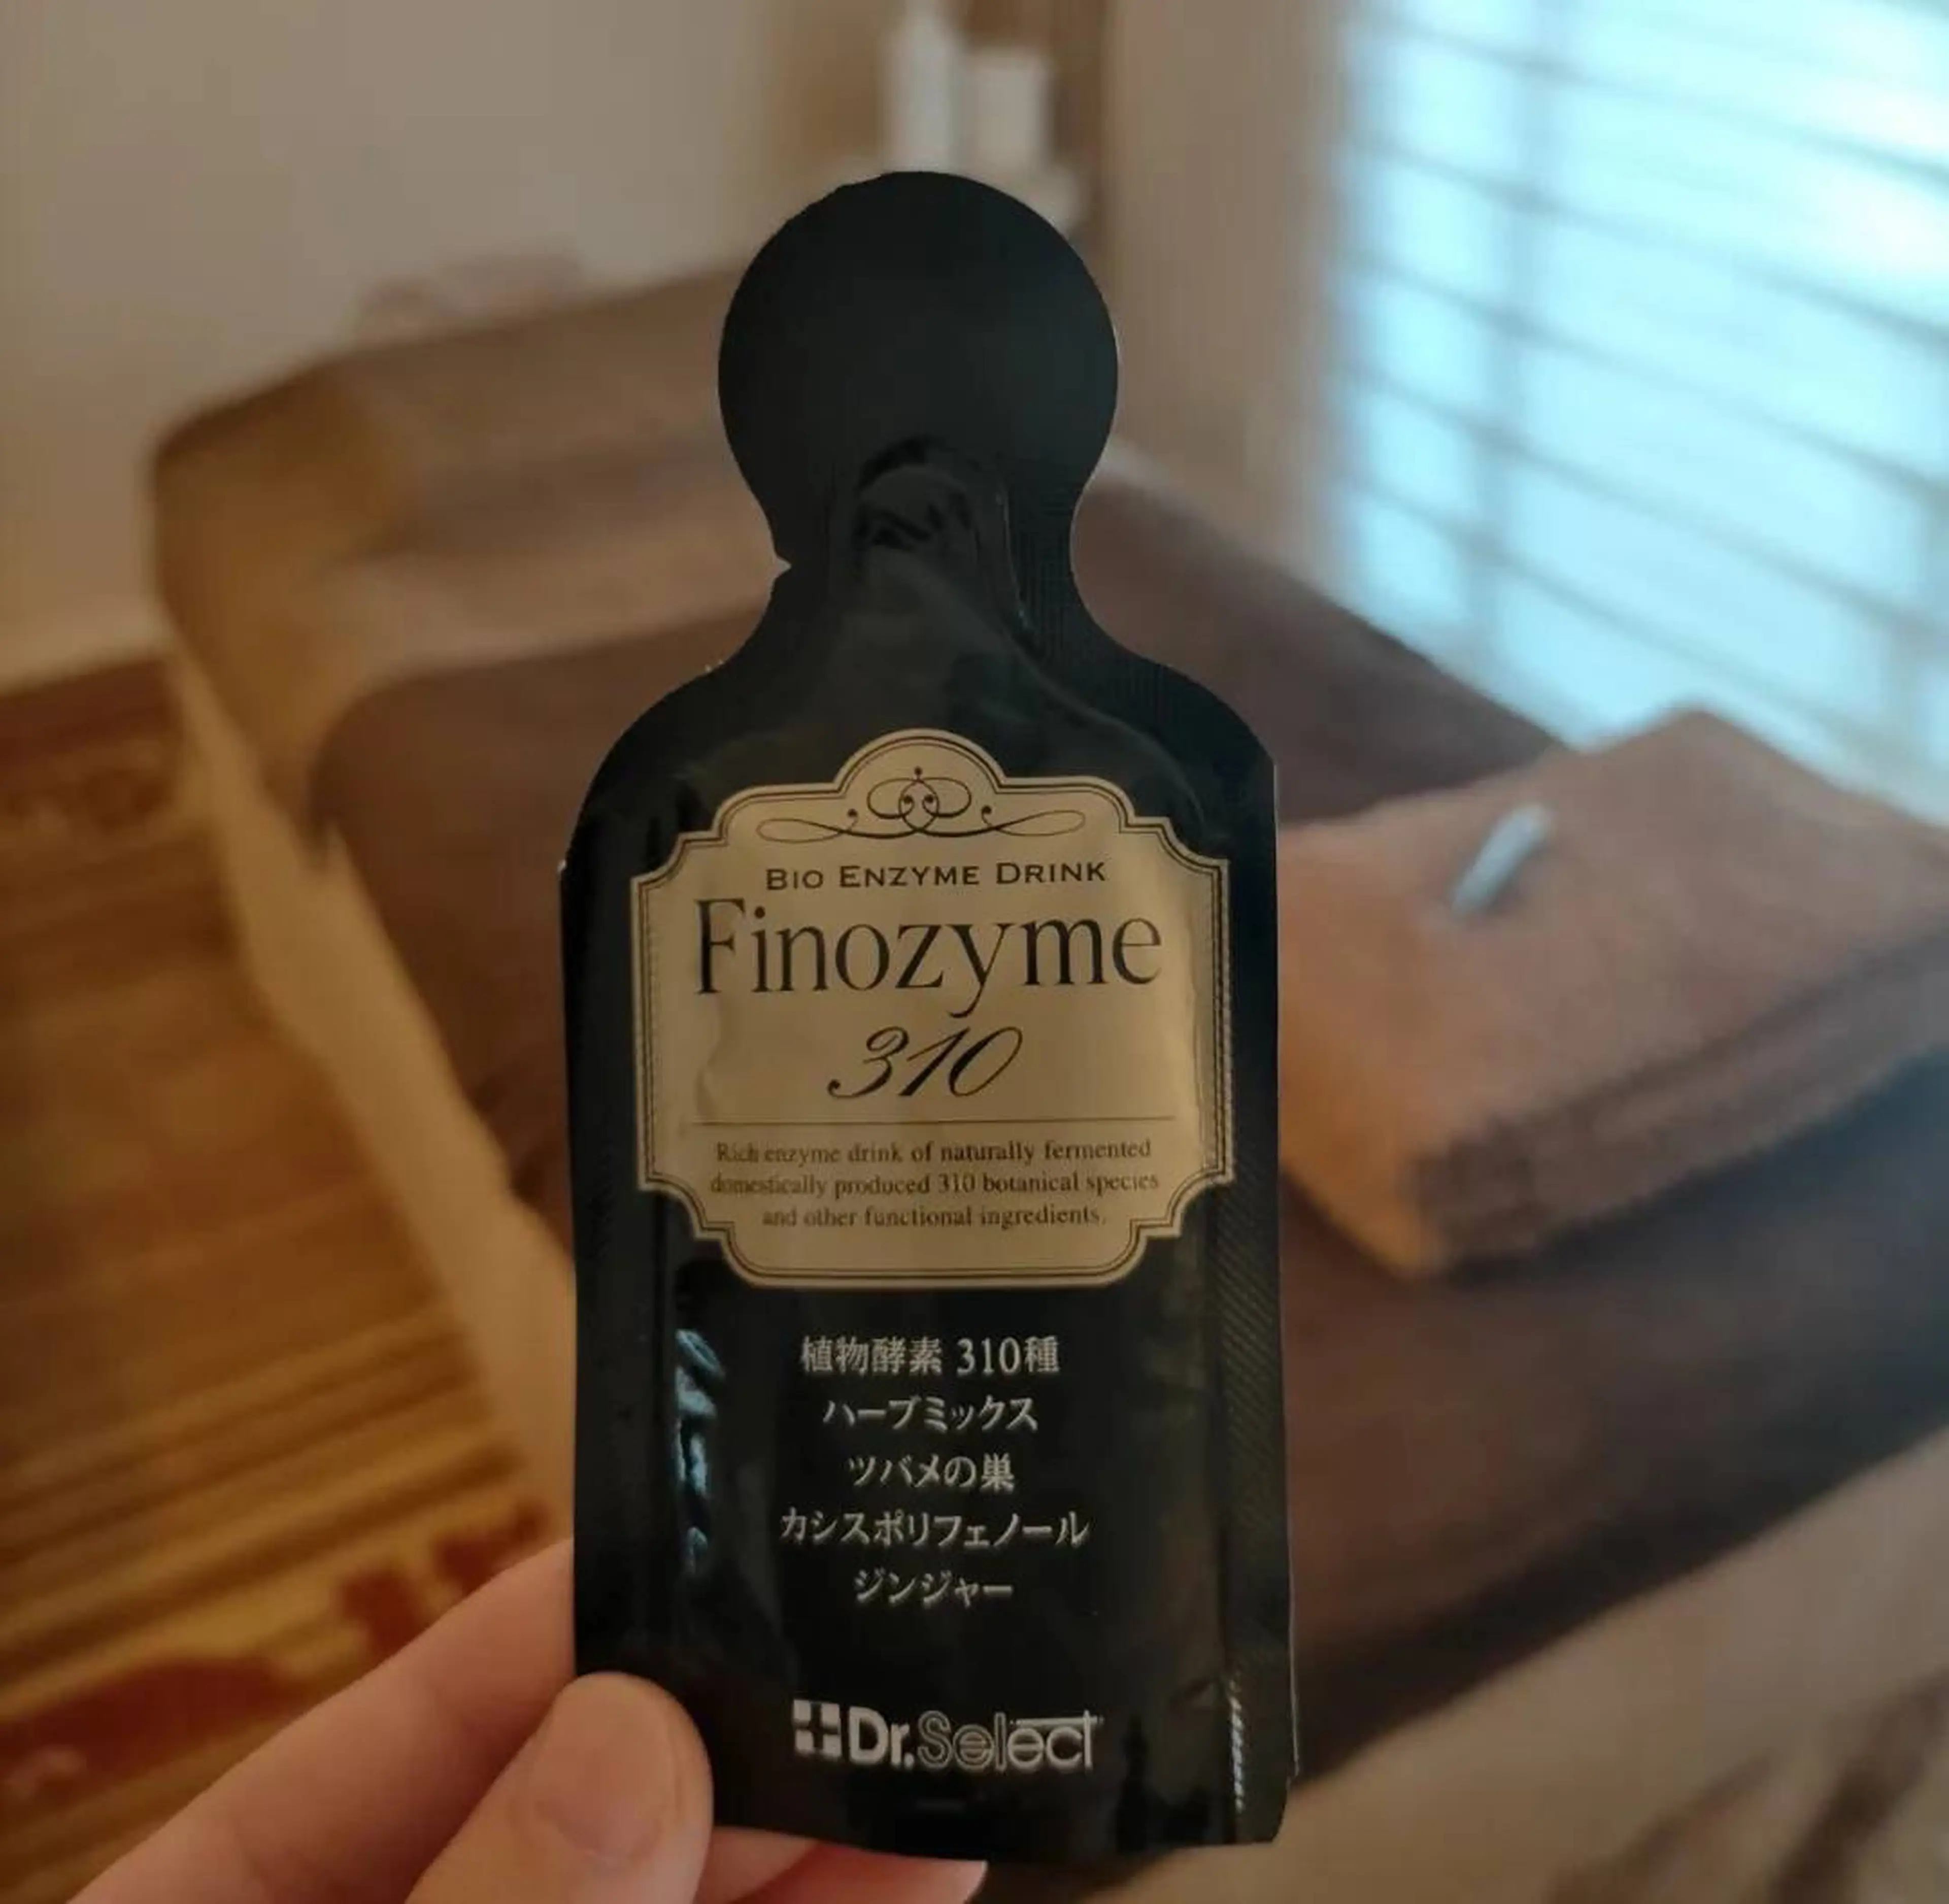 BIO ENZYME DRINK
Finozyme
310
Rich enzyme drink of naturally fermented
domestically produced 310 botanical species
and other functional ingredients.
植物酵素 310種
ハーブミックス
ツバメの巣
カシスポリフェノール
ジンジャー
Dr.Select